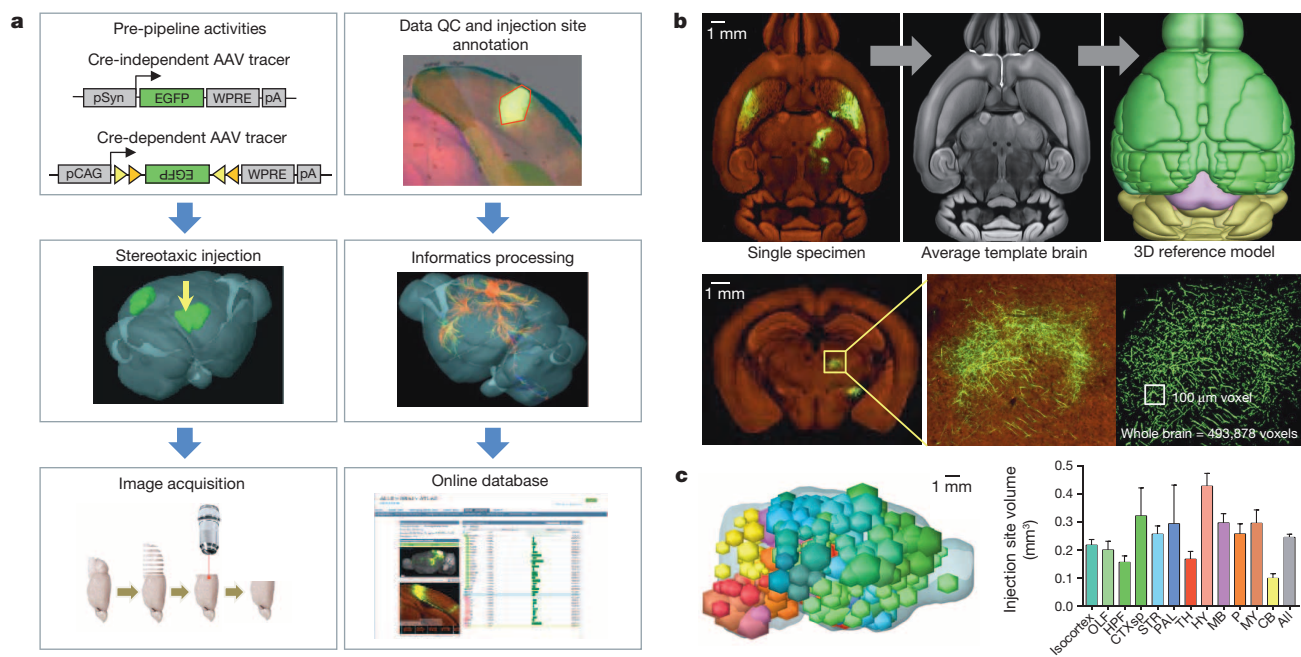 a
Pre-pipeline activities
Cre-independent AAV tracer
pSyn EGFP WPRE pA
Cre-dependent AAV tracer
pCAG EGFP WPRE pA
Data QC and injection site
annotation
Stereotaxic injection
Informatics processing
Image acquisition
Online database
b
1 mm
Single specimen
Average template brain
3D reference model
1 mm
100 μm voxel
Whole brain = 493,878 voxels
c
1 mm
Injection site volume
(mm³)
0.5
0.4
0.3
0.2
0.1
0.0
Isocortex
OLF
HPF
CTXsp
STR
PAL
TH
HY
MB
P
MY
CB
All